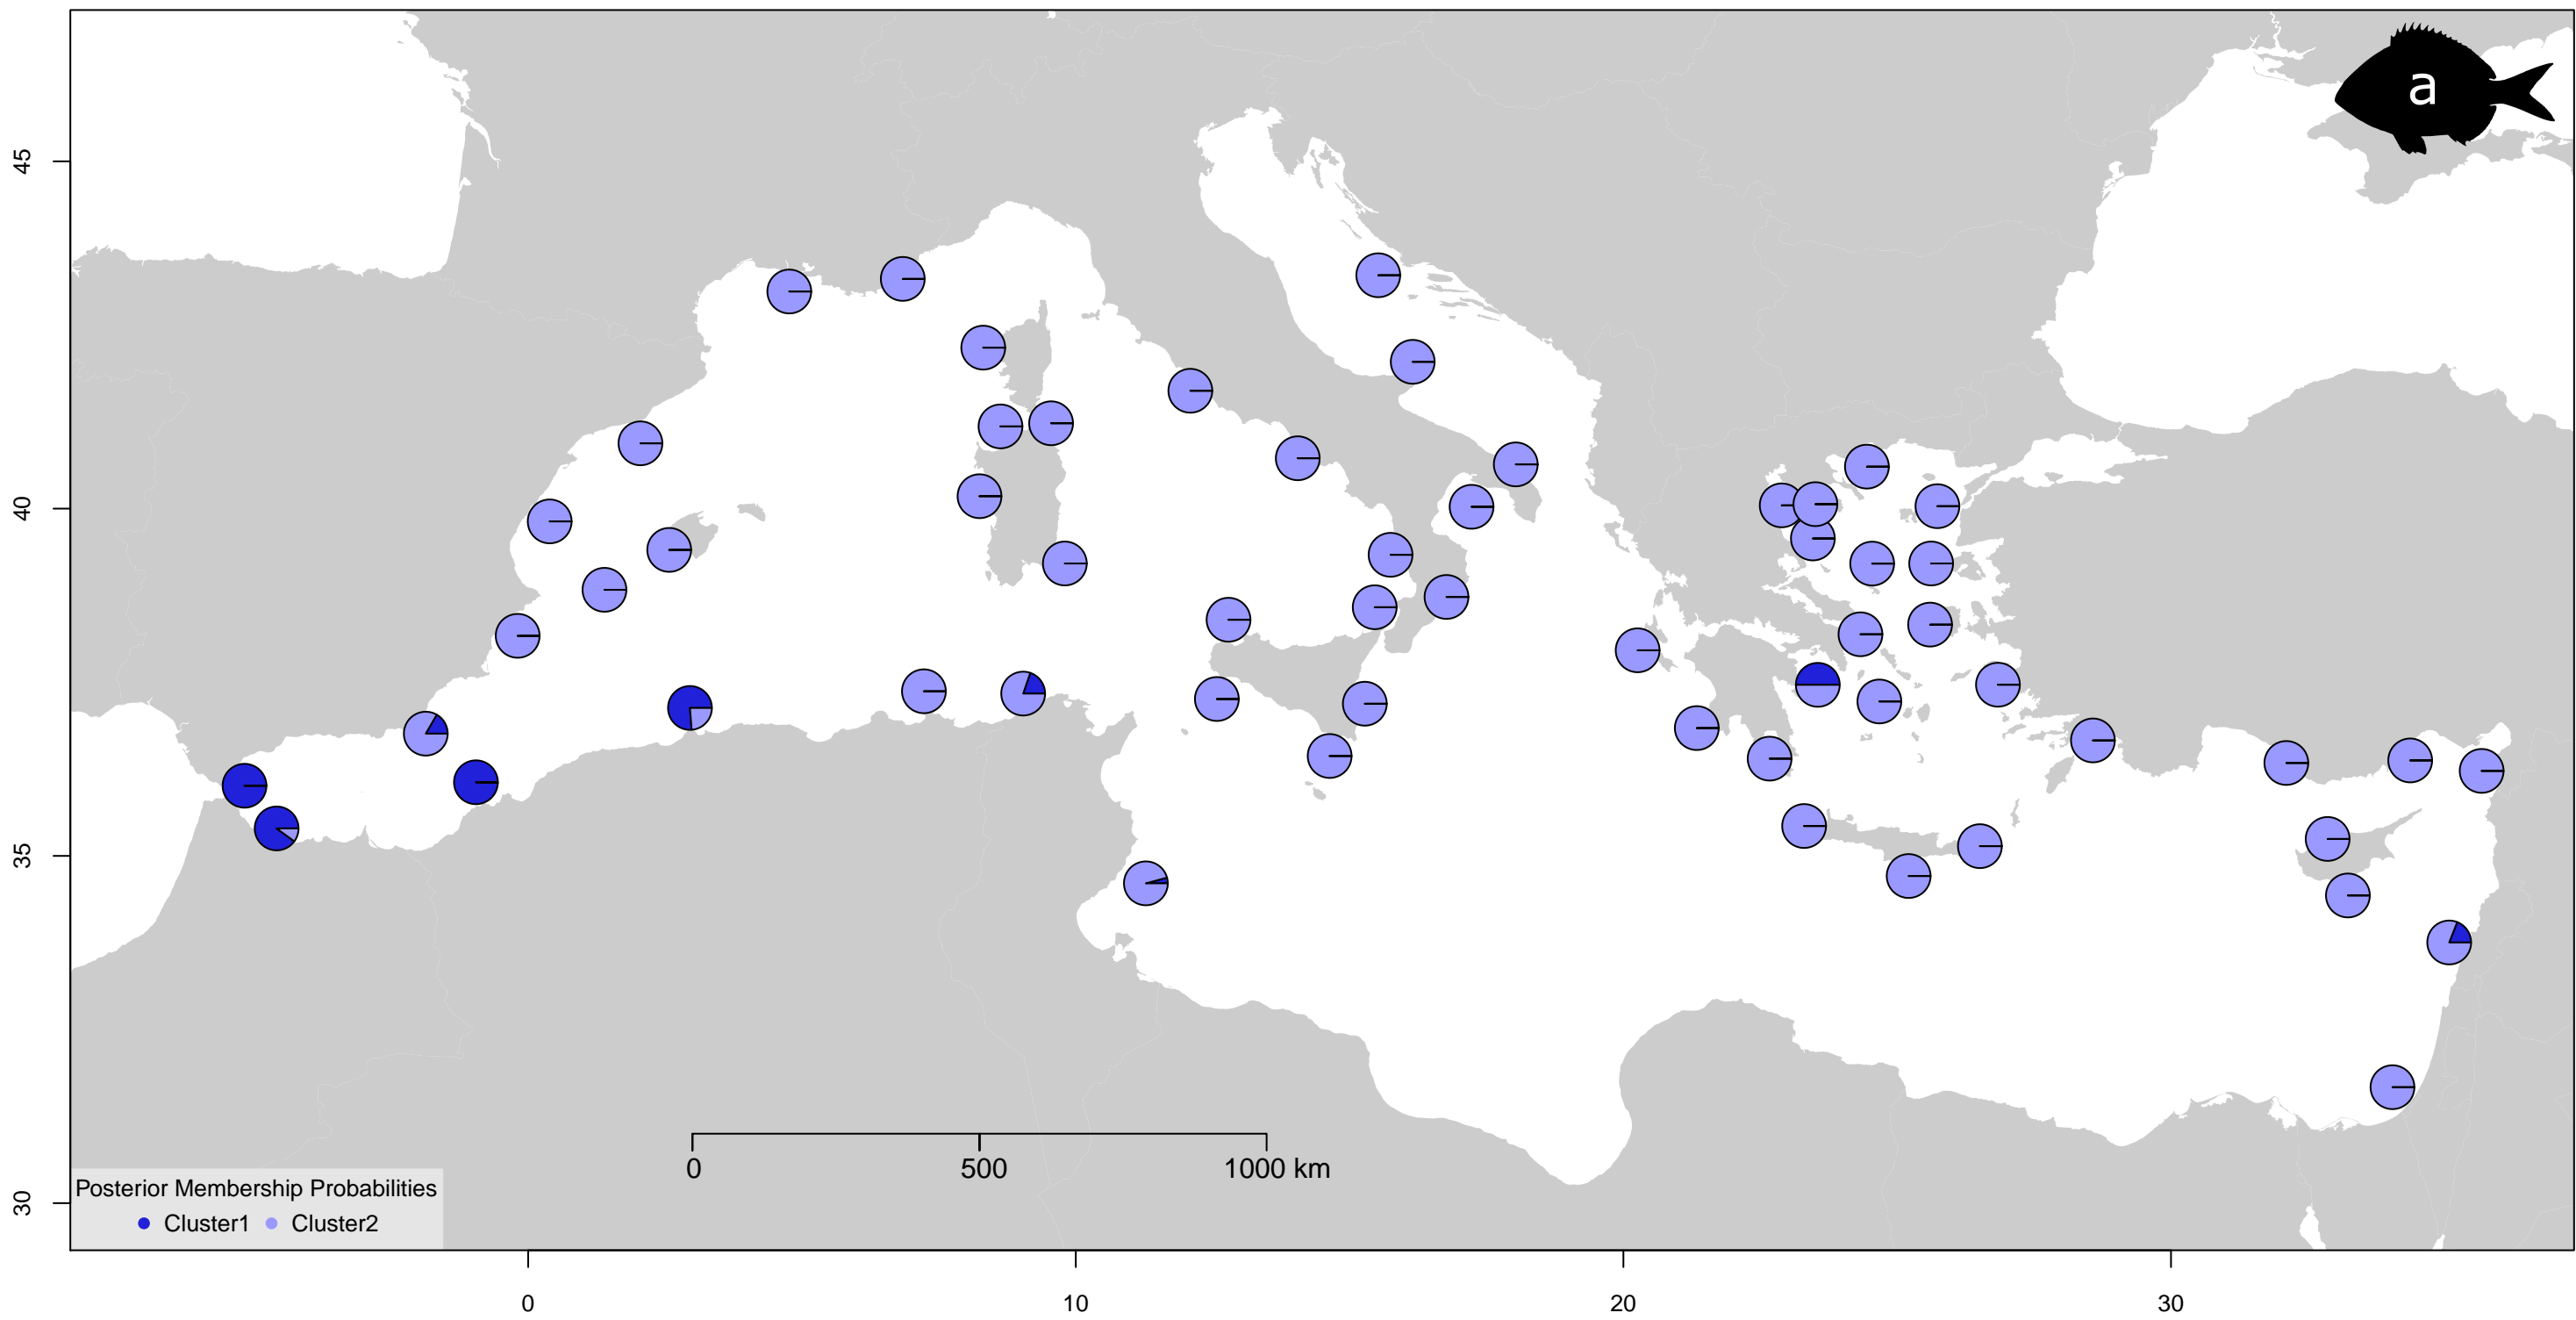 a
45
40
35
30
0 500 1000 km
Posterior Membership Probabilities
Cluster1 Cluster2
0 10 20 30